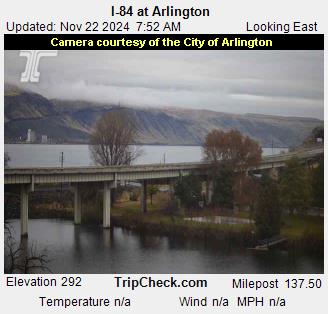 I-84 at Arlington
Updated: Nov 22 2024 7:52 AM Looking East
Camera courtesy of the City of Arlington
Elevation 292 TripCheck.com Milepost 137.50
Temperature n/a Wind n/a MPH n/a